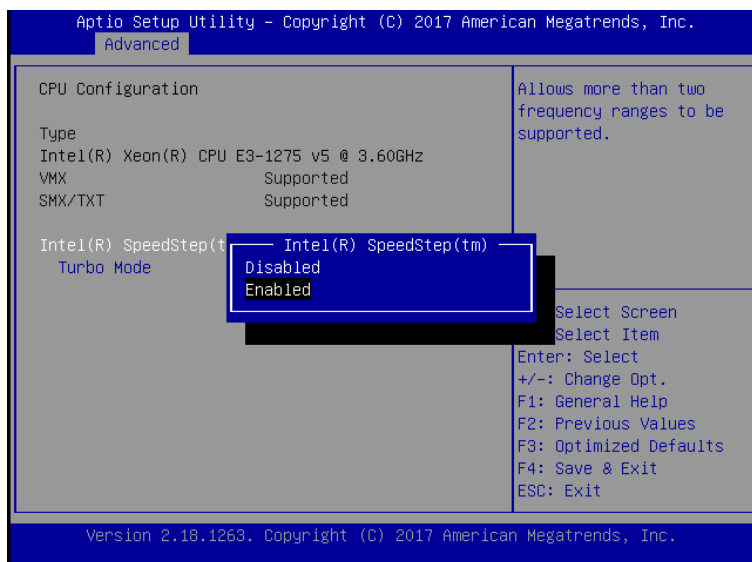 Aptio Setup Utility – Copyright (C) 2017 American Megatrends, Inc.
Advanced
CPU Configuration
Type
Intel(R) Xeon(R) CPU E3-1275 v5 @ 3.60GHz
VMX Supported
SMX/TXT Supported
Intel(R) SpeedStep(t
Turbo Mode
Intel(R) SpeedStep(tm)
Disabled
Enabled
Allows more than two
frequency ranges to be
supported.
Select Screen
Select Item
Enter: Select
+/-: Change Opt.
F1: General Help
F2: Previous Values
F3: Optimized Defaults
F4: Save & Exit
ESC: Exit
Version 2.18.1263. Copyright (C) 2017 American Megatrends, Inc.